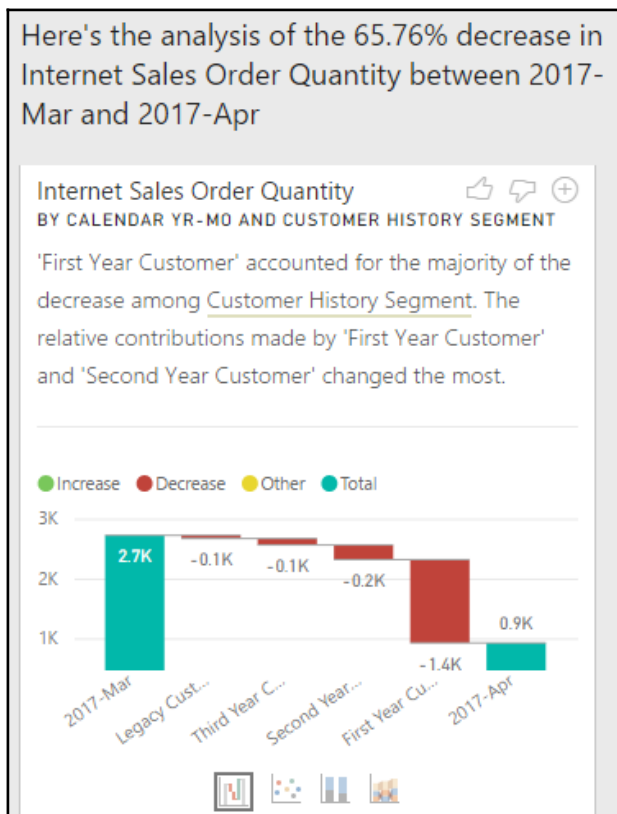 Here's the analysis of the 65.76% decrease in
Internet Sales Order Quantity between 2017-
Mar and 2017-Apr
Internet Sales Order Quantity
BY CALENDAR YR-MO AND CUSTOMER HISTORY SEGMENT
'First Year Customer' accounted for the majority of the
decrease among Customer History Segment. The
relative contributions made by 'First Year Customer'
and 'Second Year Customer' changed the most.
Increase Decrease Other Total
3K
2.7K -0.1K -0.1K -0.2K
2K
0.9K
1K
-1.4K
2017-Mar Legacy Cust... Third Year C... Second Year... First Year Cu... 2017-Apr